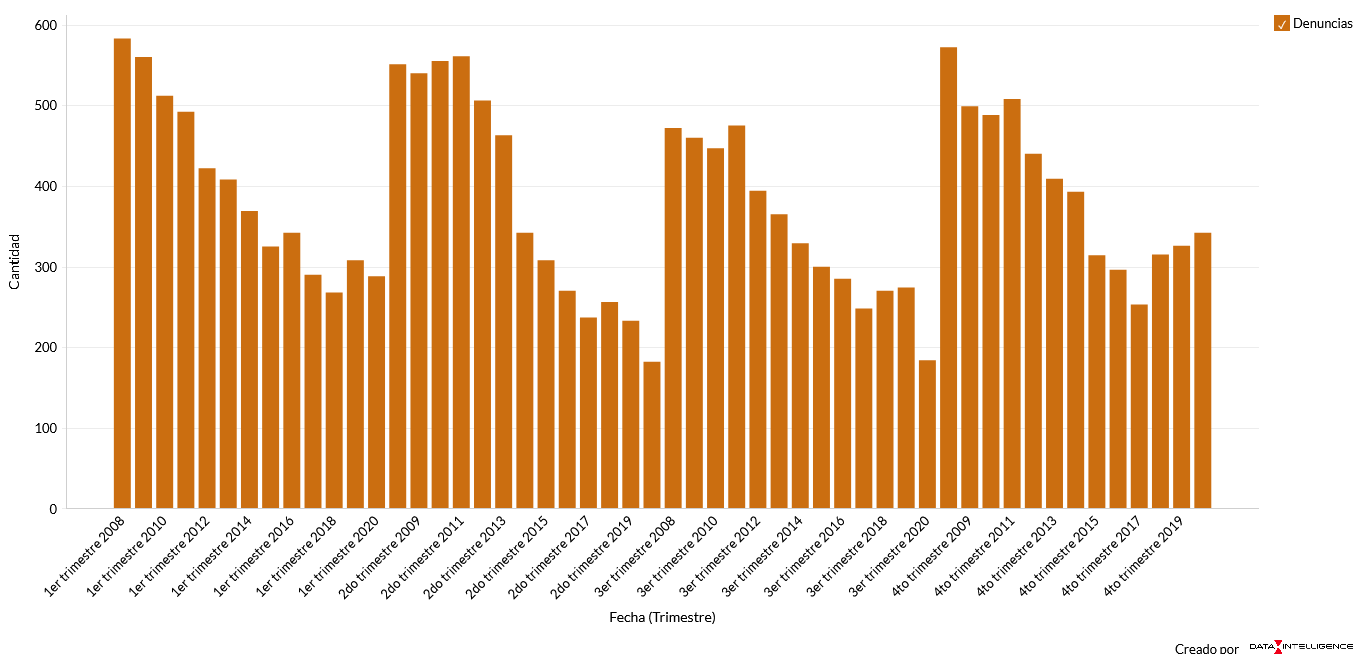 600
500
400
300
200
100
0
Cantidad
1er trimestre 2008
1er trimestre 2010
1er trimestre 2012
1er trimestre 2014
1er trimestre 2016
1er trimestre 2018
1er trimestre 2020
2do trimestre 2009
2do trimestre 2011
2do trimestre 2013
2do trimestre 2015
2do trimestre 2017
2do trimestre 2019
3er trimestre 2008
3er trimestre 2010
3er trimestre 2012
3er trimestre 2014
3er trimestre 2016
3er trimestre 2018
3er trimestre 2020
4to trimestre 2009
4to trimestre 2011
4to trimestre 2013
4to trimestre 2015
4to trimestre 2017
4to trimestre 2019
Fecha (Trimestre)
Denuncias
Creado por DATA INTELLIGENCE